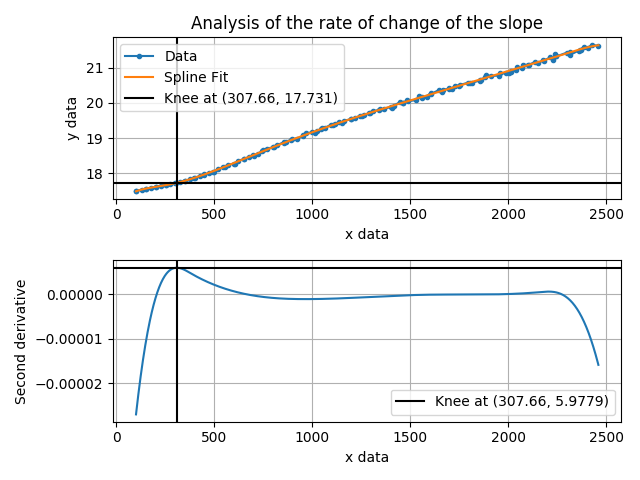 Analysis of the rate of change of the slope
Data
Spline Fit
Knee at (307.66, 17.731)
y data
21
20
19
18
0 500 1000 1500 2000 2500
x data
Second derivative
0.00000
−0.00001
−0.00002
Knee at (307.66, 5.9779)
0 500 1000 1500 2000 2500
x data